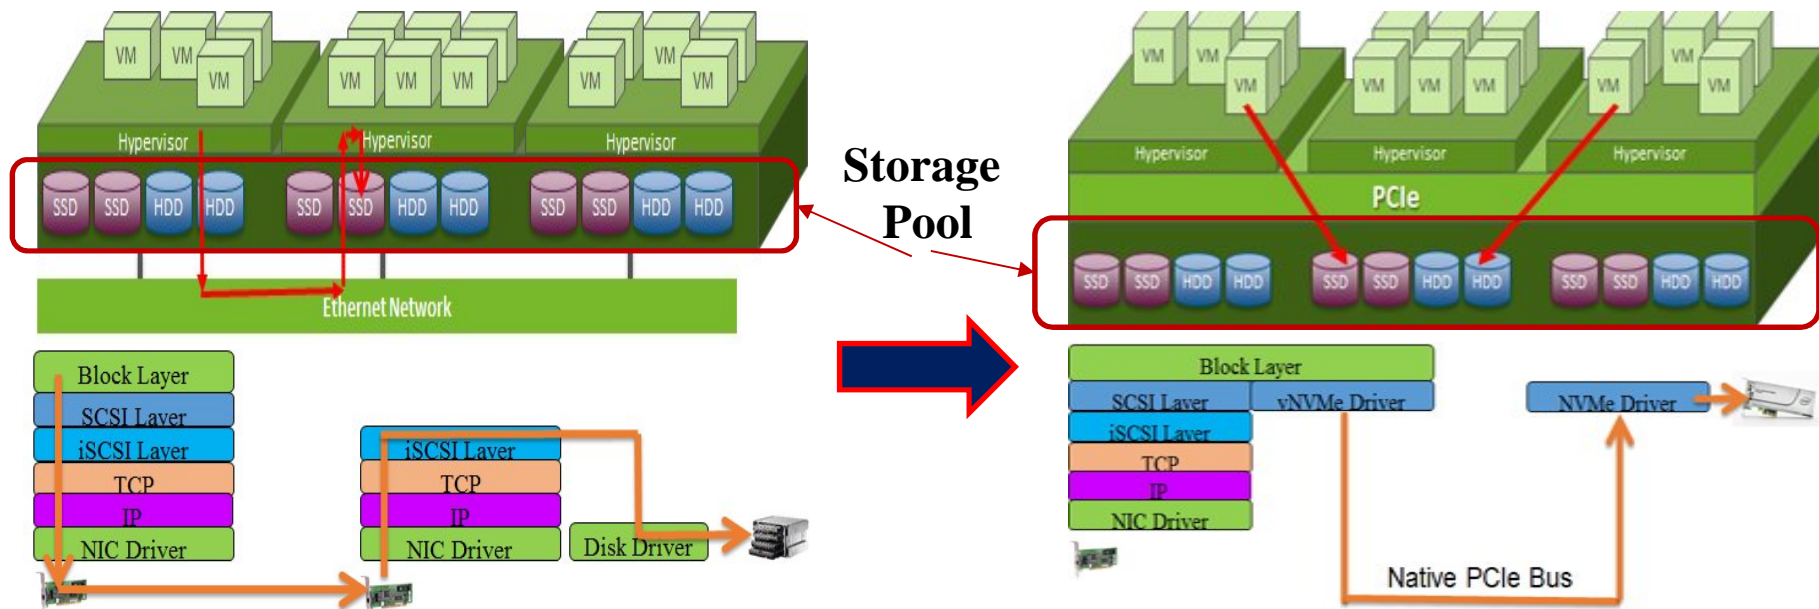 VM
VM
VM
VM
VM
VM
VM
VM
VM
VM
Hypervisor
Hypervisor
Hypervisor
SSD
SSD
HDD
HDD
SSD
SSD
HDD
HDD
SSD
SSD
HDD
HDD
Ethernet Network
Storage
Pool
VM
VM
VM
VM
VM
VM
VM
VM
VM
VM
Hypervisor
Hypervisor
Hypervisor
PCIe
SSD
SSD
HDD
HDD
SSD
SSD
HDD
HDD
SSD
SSD
HDD
HDD
Block Layer
SCSI Layer
iSCSI Layer
TCP
IP
NIC Driver
iSCSI Layer
TCP
IP
NIC Driver
Disk Driver
Block Layer
SCSI Layer
vNVMe Driver
iSCSI Layer
TCP
IP
NIC Driver
NVMe Driver
Native PCIe Bus